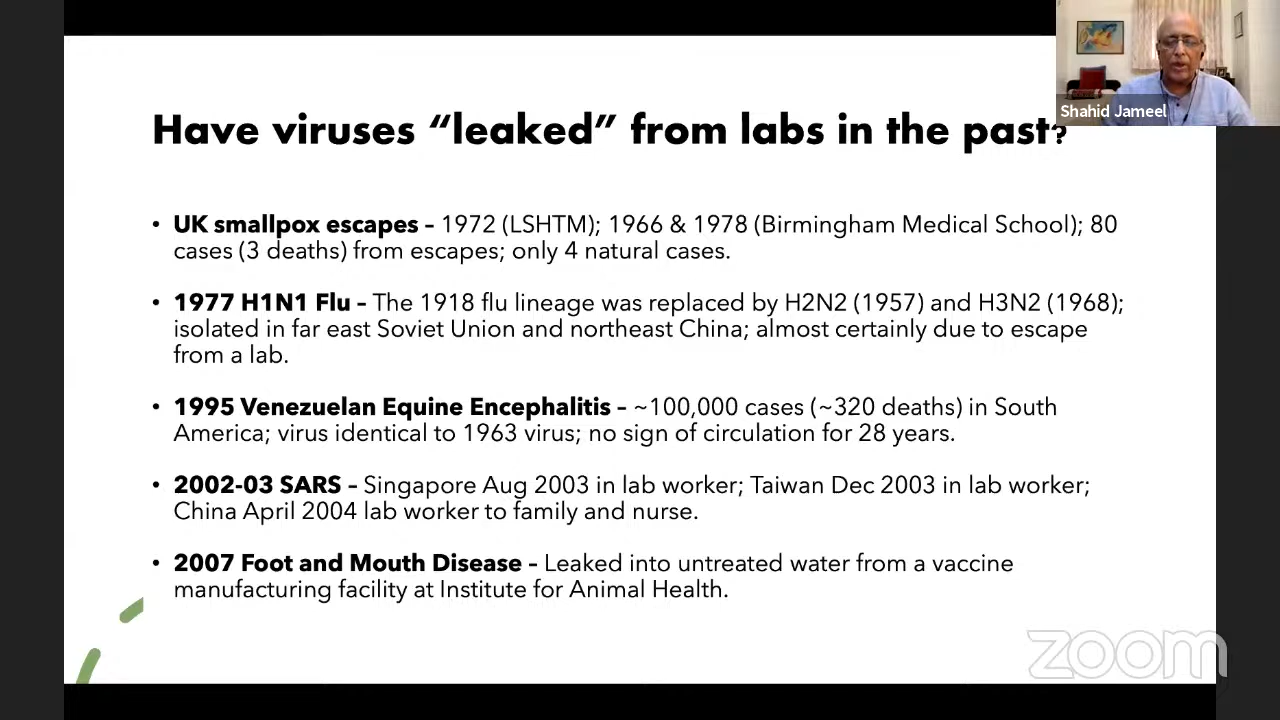 Shahid Jameel
Have viruses “leaked” from labs in the past?
• UK smallpox escapes – 1972 (LSHTM); 1966 & 1978 (Birmingham Medical School); 80
cases (3 deaths) from escapes; only 4 natural cases.
• 1977 H1N1 Flu – The 1918 flu lineage was replaced by H2N2 (1957) and H3N2 (1968);
isolated in far east Soviet Union and northeast China; almost certainly due to escape
from a lab.
• 1995 Venezuelan Equine Encephalitis – ~100,000 cases (~320 deaths) in South
America; virus identical to 1963 virus; no sign of circulation for 28 years.
• 2002-03 SARS – Singapore Aug 2003 in lab worker; Taiwan Dec 2003 in lab worker;
China April 2004 lab worker to family and nurse.
• 2007 Foot and Mouth Disease – Leaked into untreated water from a vaccine
manufacturing facility at Institute for Animal Health.
zoom